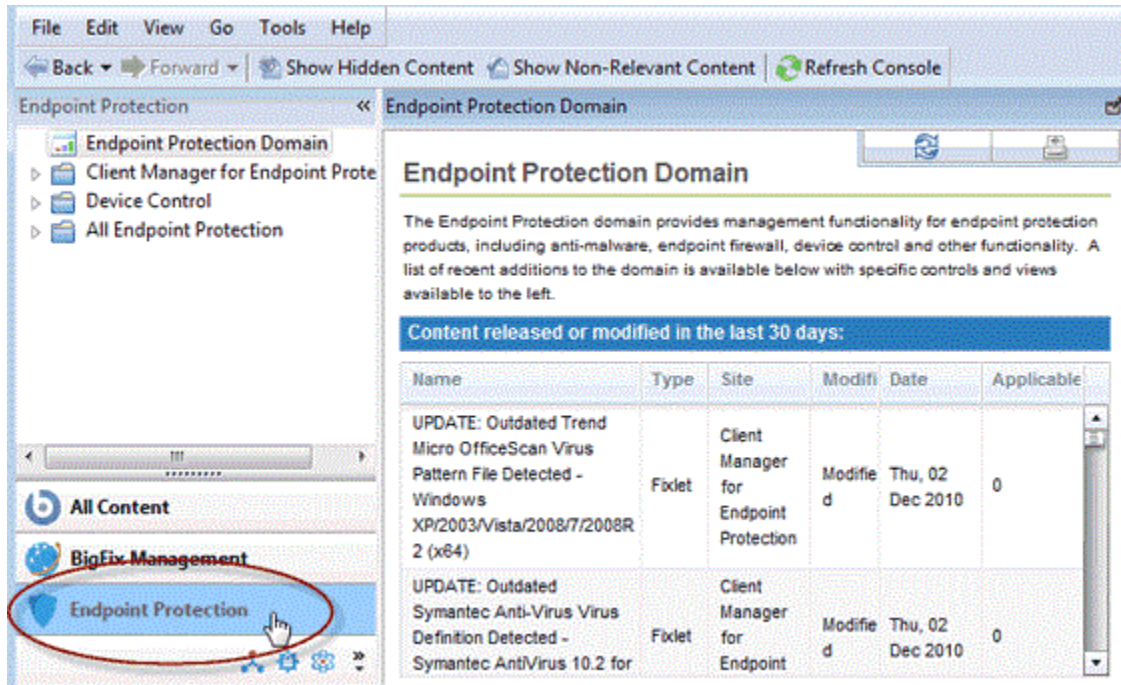 File Edit View Go Tools Help
Back Forward Show Hidden Content Show Non-Relevant Content Refresh Console
Endpoint Protection «
Endpoint Protection Domain
Client Manager for Endpoint Prote
Device Control
All Endpoint Protection
All Content
BigFix Management
Endpoint Protection
»
Endpoint Protection Domain
Endpoint Protection Domain
The Endpoint Protection domain provides management functionality for endpoint protection
products, including anti-malware, endpoint firewall, device control and other functionality. A
list of recent additions to the domain is available below with specific controls and views
available to the left.
Content released or modified in the last 30 days:
Name Type Site Modifi Date Applicable
UPDATE: Outdated Trend
Micro OfficeScan Virus
Pattern File Detected -
Windows
XP/2003/Vista/2008/7/2008R
2 (x64)
Fixlet
Client
Manager
for
Endpoint
Protection
Modifie
d
Thu, 02
Dec 2010
0
UPDATE: Outdated
Symantec Anti-Virus Virus
Definition Detected -
Symantec AntiVirus 10.2 for
Fixlet
Client
Manager
for
Endpoint
Modifie
d
Thu, 02
Dec 2010
0